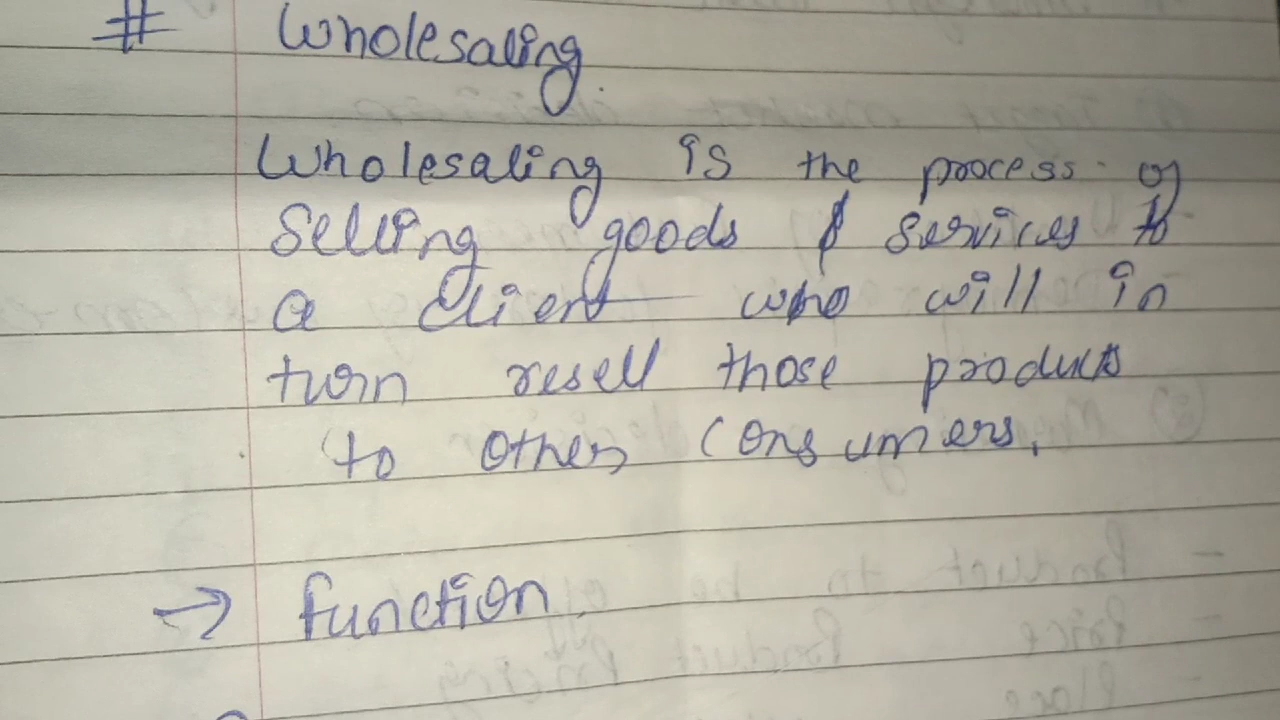 # Wholesaling.
Wholesaling is the process of
Selling goods & services to
a client who will in
turn resell those products
to other consumers.
→ function